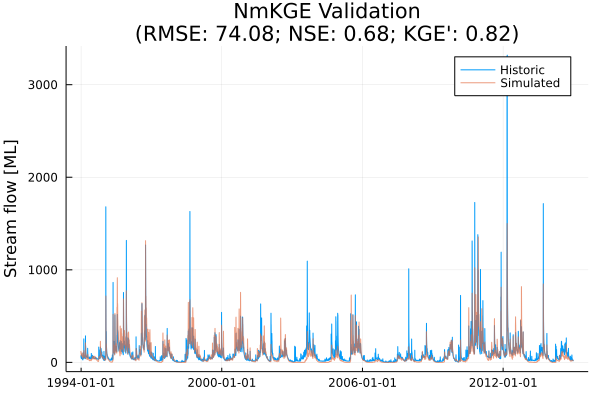 NmKGE Validation
(RMSE: 74.08; NSE: 0.68; KGE': 0.82)
Historic
Simulated
Stream flow [ML]
3000
2000
1000
0
1994-01-01
2000-01-01
2006-01-01
2012-01-01